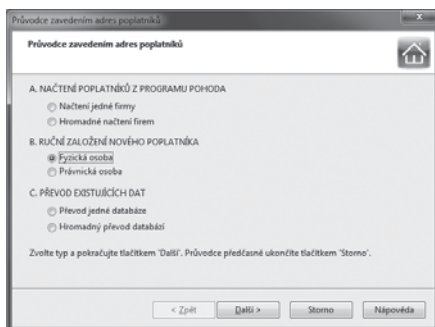 Průvodce zavedením adres poplatníků
x
Průvodce zavedením adres poplatníků
A. NAČTENÍ POPLATNÍKŮ Z PROGRAMU POHODA
Načtení jedné firmy
Hromadné načtení firem
B. RUČNÍ ZALOŽENÍ NOVÉHO POPLATNÍKA
Fyzická osoba
Právnická osoba
C. PŘEVOD EXISTUJÍCÍCH DAT
Převod jedné databáze
Hromadný převod databází
Zvolte typ a pokračujte tlačítkem 'Další'. Průvodce předčasně ukončíte tlačítkem 'Storno'.
< Zpět Další > Storno Nápověda